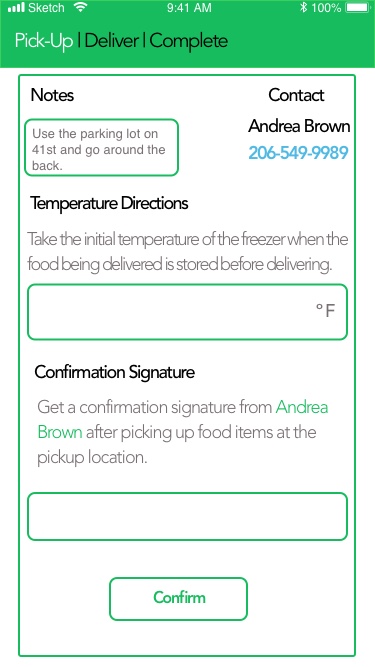 Sketch 9:41 AM 100%
Pick-Up | Deliver | Complete
Notes
Contact
Use the parking lot on
41st and go around the
back.
Andrea Brown
206-549-9989
Temperature Directions
Take the initial temperature of the freezer when the
food being delivered is stored before delivering.
°F
Confirmation Signature
Get a confirmation signature from Andrea
Brown after picking up food items at the
pickup location.
Confirm